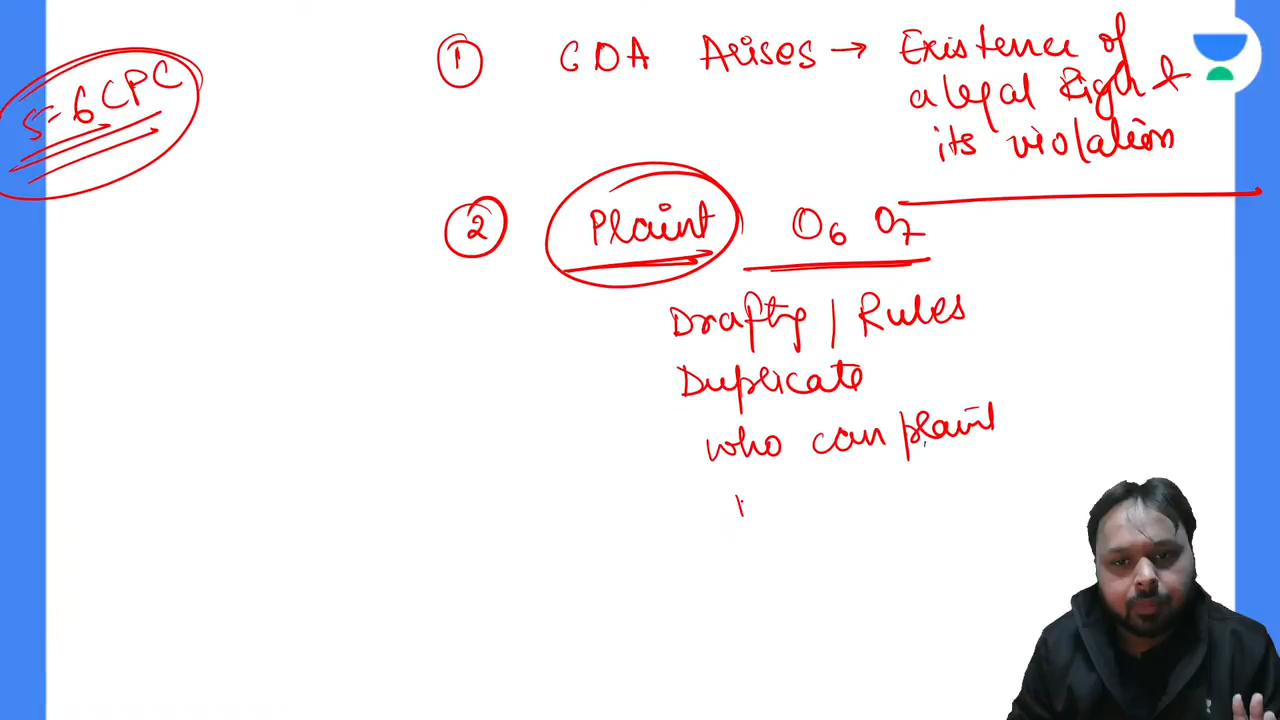 S-6 CPC
① CDA Arises → Existence of
a legal Right &
its violation
② Plaint O6 O7
Drafting / Rules
Duplicate
who can plaint